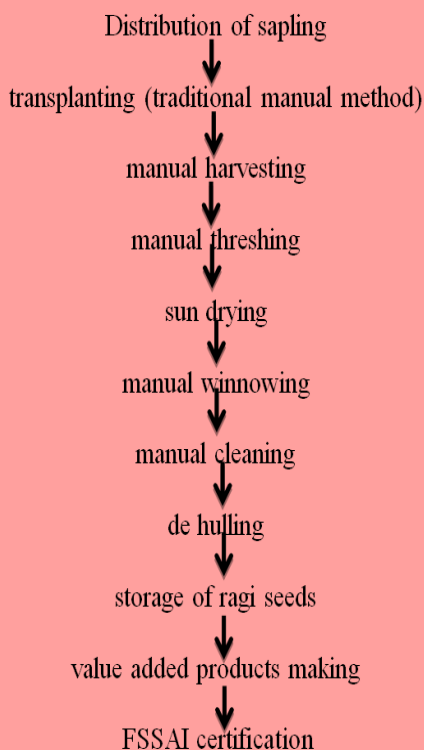 Distribution of sapling
transplanting (traditional manual method)
manual harvesting
manual threshing
sun drying
manual winnowing
manual cleaning
de hulling
storage of ragi seeds
value added products making
FSSAI certification